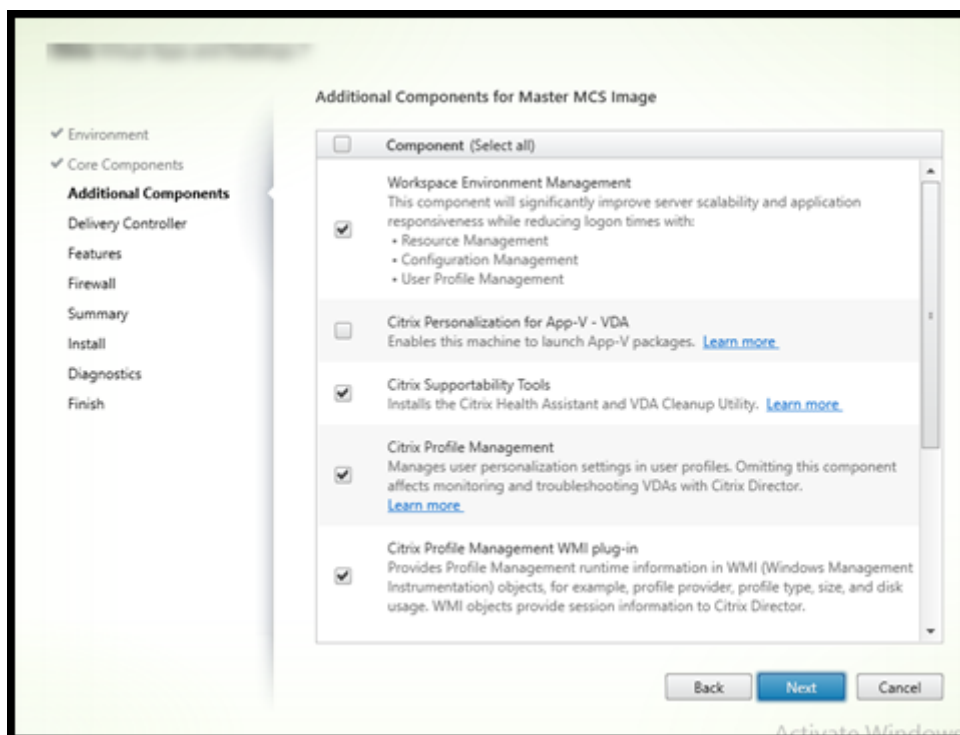 Additional Components for Master MCS Image
✔ Environment
✔ Core Components
Additional Components
Delivery Controller
Features
Firewall
Summary
Install
Diagnostics
Finish
Component (Select all)
Workspace Environment Management
This component will significantly improve server scalability and application
responsiveness while reducing logon times with:
• Resource Management
• Configuration Management
• User Profile Management
Citrix Personalization for App-V - VDA
Enables this machine to launch App-V packages. Learn more
Citrix Supportability Tools
Installs the Citrix Health Assistant and VDA Cleanup Utility. Learn more
Citrix Profile Management
Manages user personalization settings in user profiles. Omitting this component
affects monitoring and troubleshooting VDAs with Citrix Director.
Learn more
Citrix Profile Management WMI plug-in
Provides Profile Management runtime information in WMI (Windows Management
Instrumentation) objects, for example, profile provider, profile type, size, and disk
usage. WMI objects provide session information to Citrix Director.
Back
Next
Cancel
Activate Windows